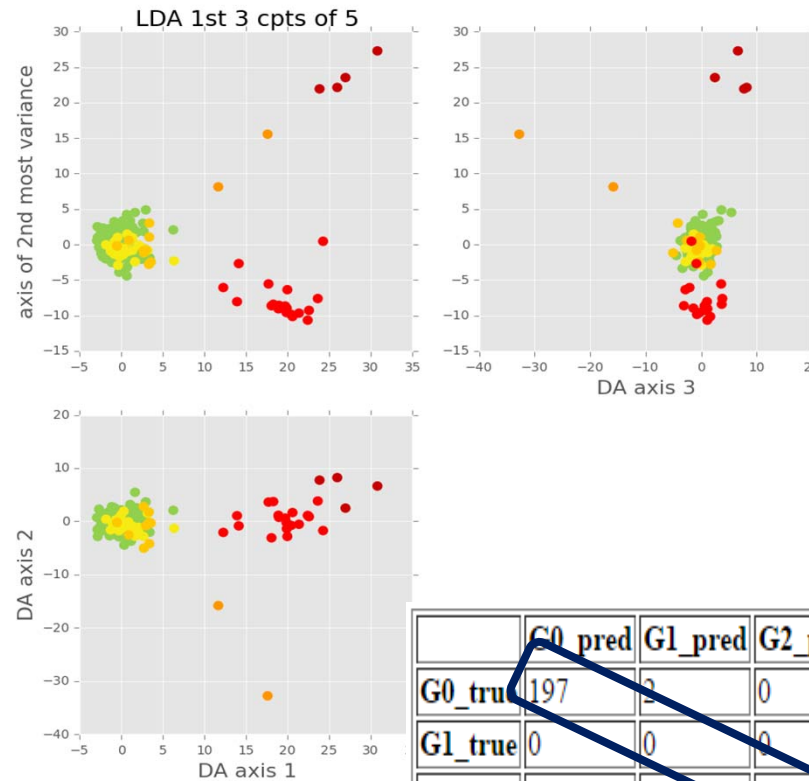 LDA 1st 3 cpts of 5
axis of 2nd most variance
30
25
20
15
10
5
0
−5
−10
−15
−5 0 5 10 15 20 25 30 35
30
25
20
15
10
5
0
−5
−10
−15
−40 −30 −20 −10 0 10
DA axis 3
DA axis 2
20
10
0
−10
−20
−30
−40
−5 0 5 10 15 20 25 30
DA axis 1
G0_pred G1_pred
G0_true 197 2 0
G1_true 0 0 0